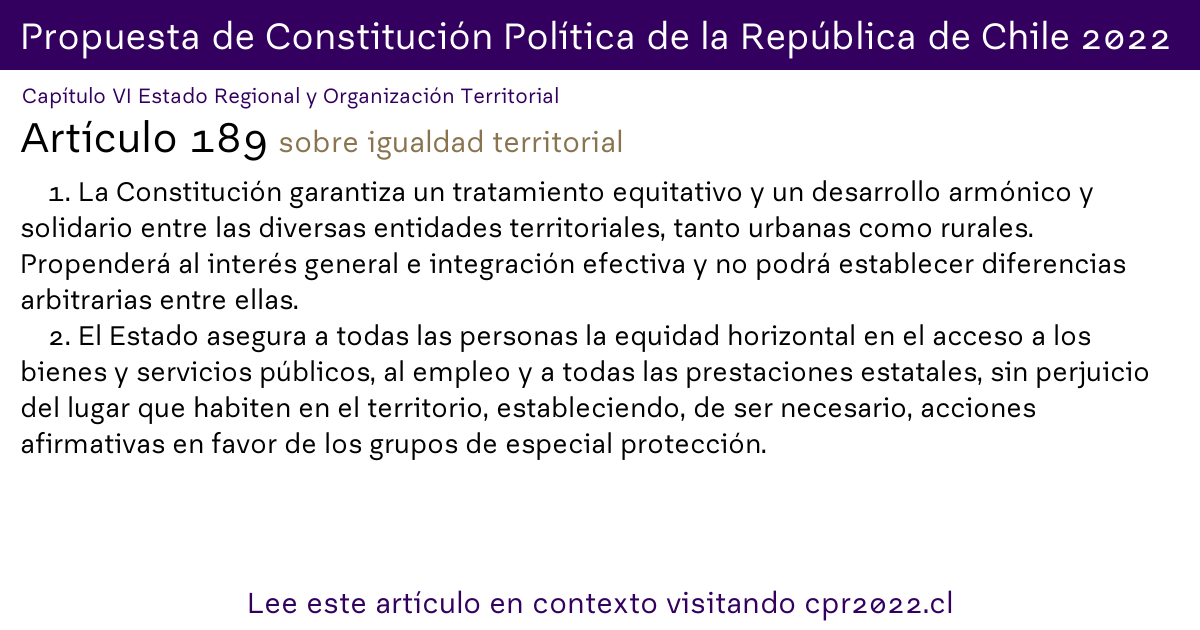 Propuesta de Constitución Política de la República de Chile 2022
Capítulo VI Estado Regional y Organización Territorial
Artículo 189 sobre igualdad territorial
1. La Constitución garantiza un tratamiento equitativo y un desarrollo armónico y
solidario entre las diversas entidades territoriales, tanto urbanas como rurales.
Propenderá al interés general e integración efectiva y no podrá establecer diferencias
arbitrarias entre ellas.
2. El Estado asegura a todas las personas la equidad horizontal en el acceso a los
bienes y servicios públicos, al empleo y a todas las prestaciones estatales, sin perjuicio
del lugar que habiten en el territorio, estableciendo, de ser necesario, acciones
afirmativas en favor de los grupos de especial protección.
Lee este artículo en contexto visitando cpr2022.cl